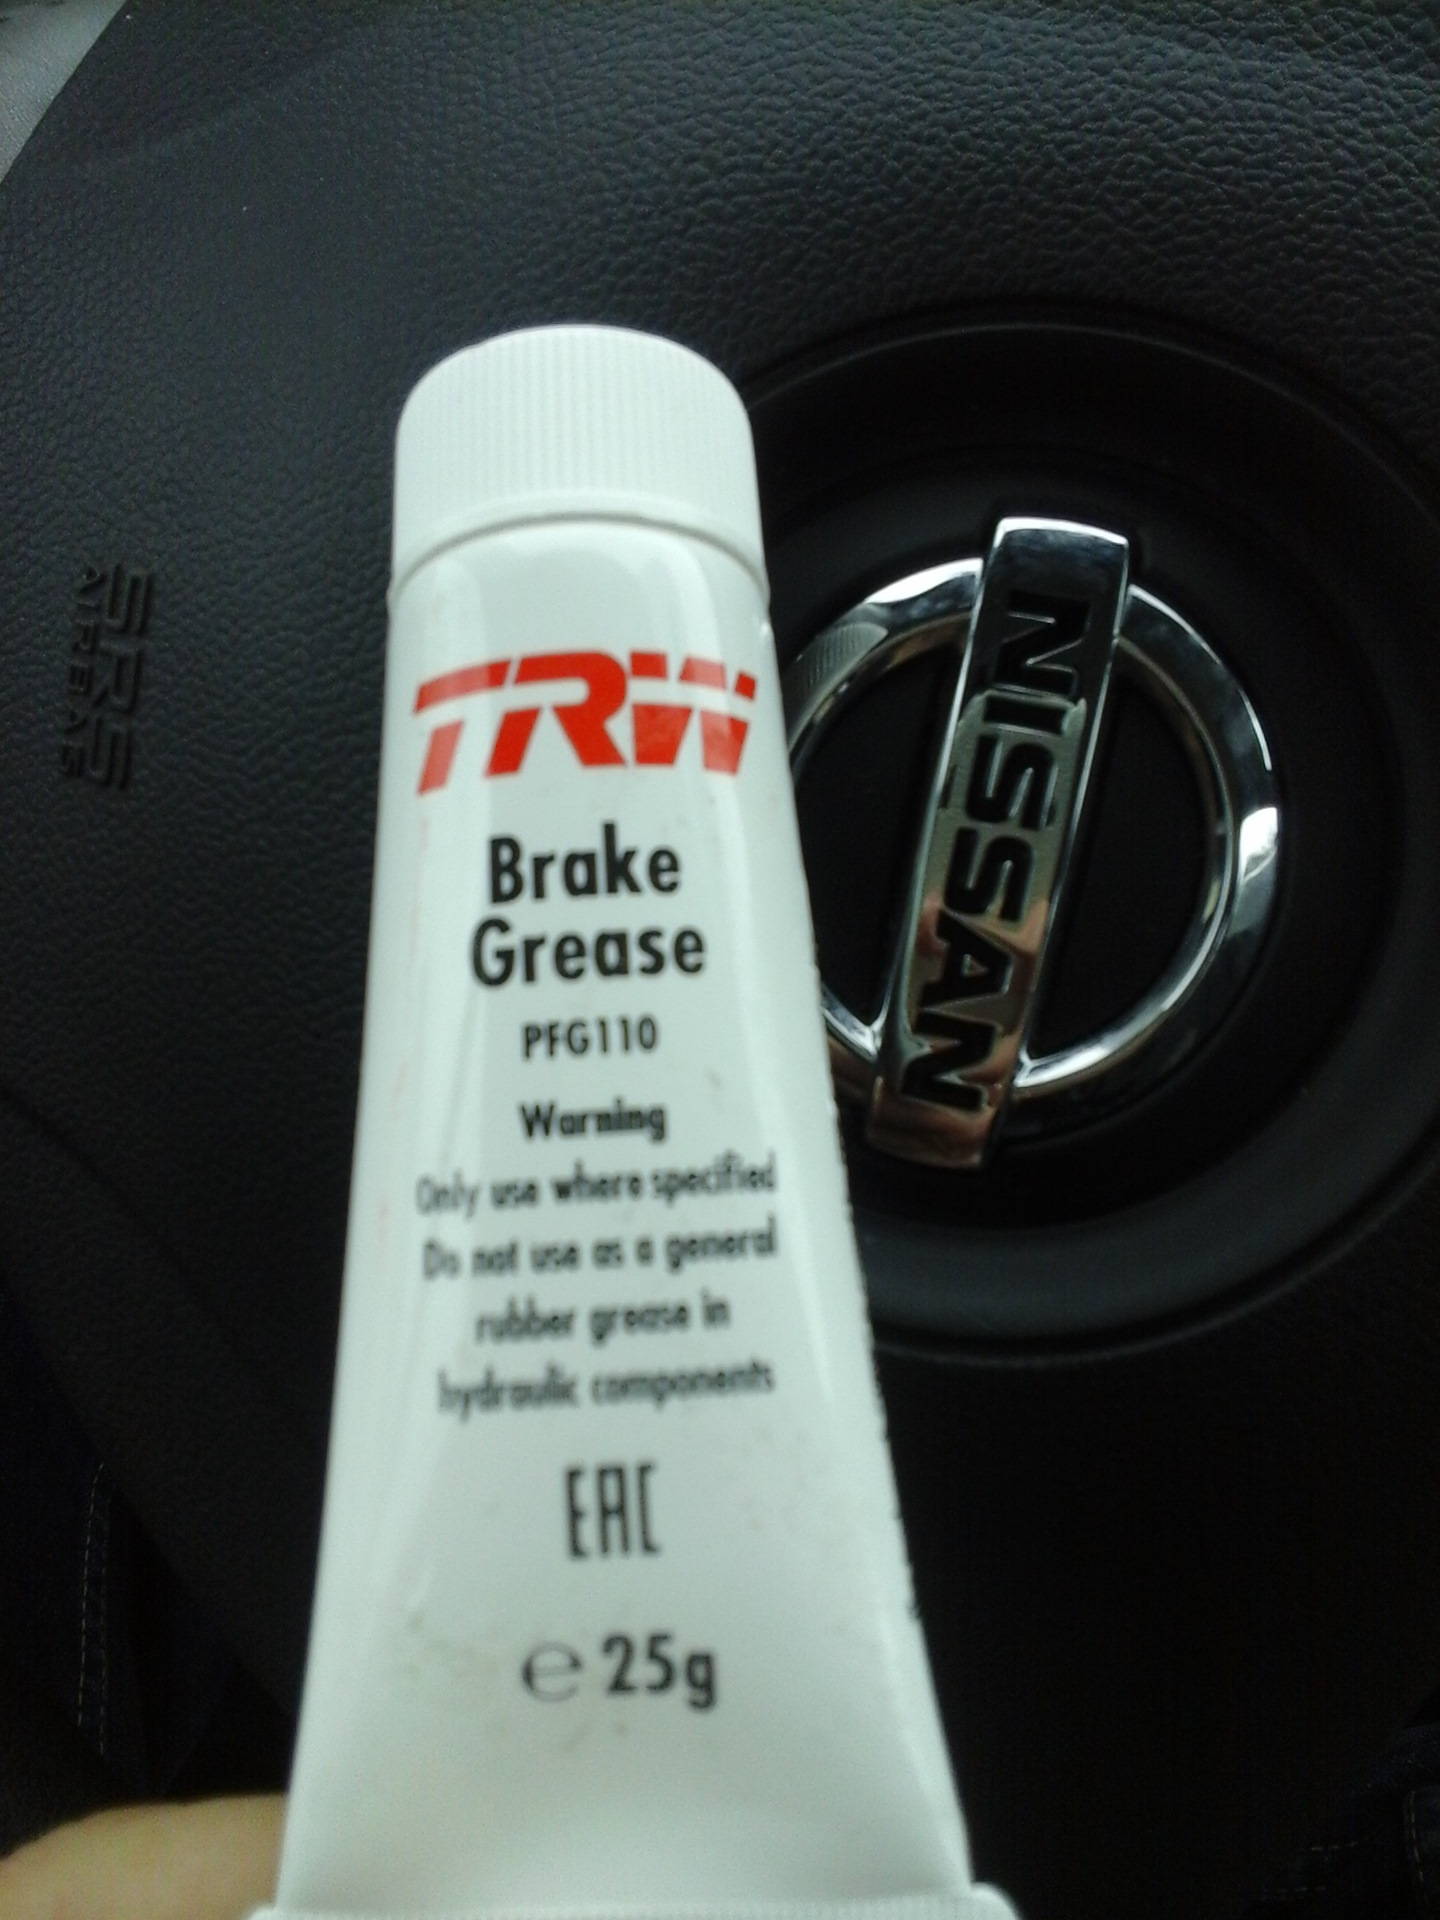 TRW
Brake
Grease
PFG110
Warning
Only use where specified
Do not use as a general
rubber grease in
hydraulic components
EAC
e 25g
NISSAN
SRS
AIRBAG